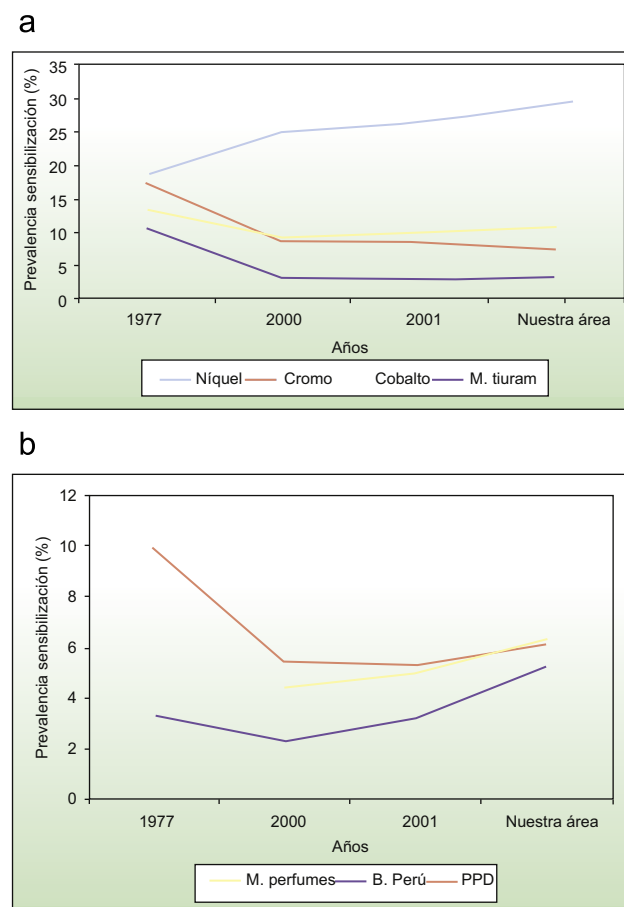 a
Prevalencia sensibilización (%)
35
30
25
20
15
10
5
0
1977 2000 2001 Nuestra área
Años
Níquel Cromo Cobalto M. tiuram
b
Prevalencia sensibilización (%)
12
10
8
6
4
2
0
1977 2000 2001 Nuestra área
Años
M. perfumes B. Perú PPD